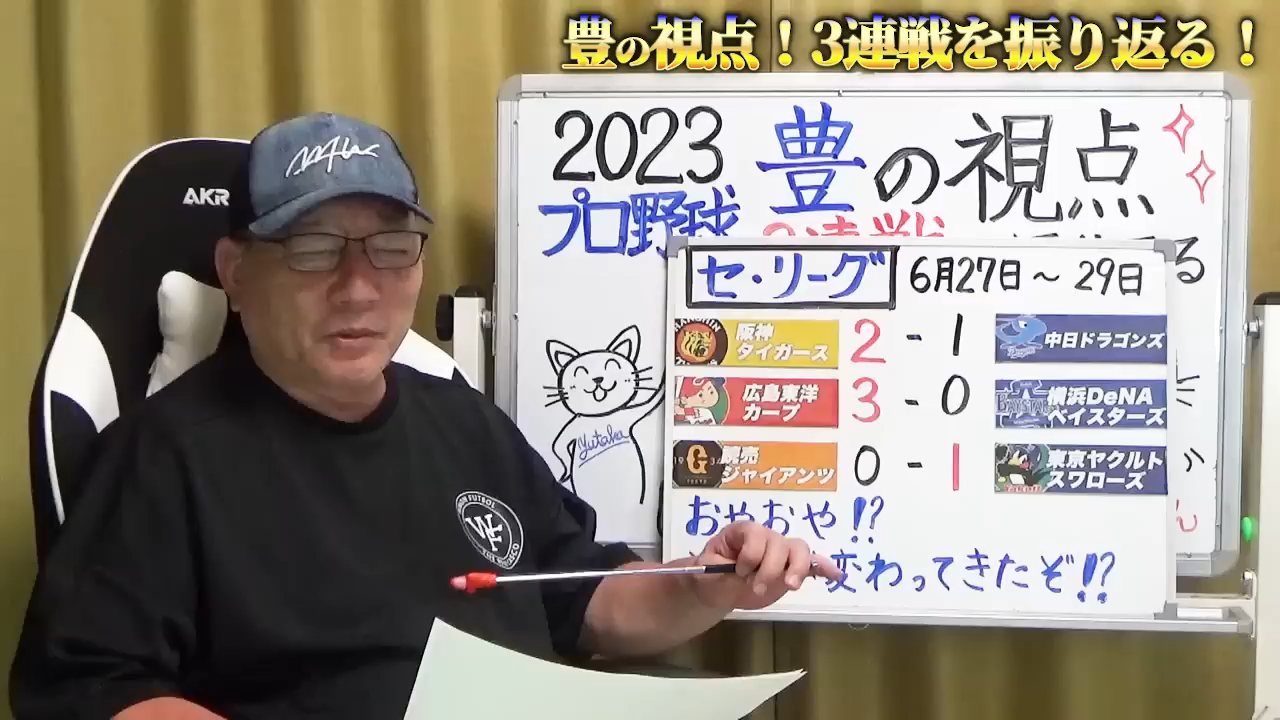 豊の視点！3連戦を振り返る！
2023 豊の視点
プロ野球
る
セ・リーグ 6月27日～29日
阪神タイガース 2 - 1 中日ドラゴンズ
広島東洋カープ 3 - 0 横浜DeNAベイスターズ
読売ジャイアンツ 0 - 1 東京ヤクルトスワローズ
おやおや!?
変わってきたぞ!?
yutaka
AKR
WF